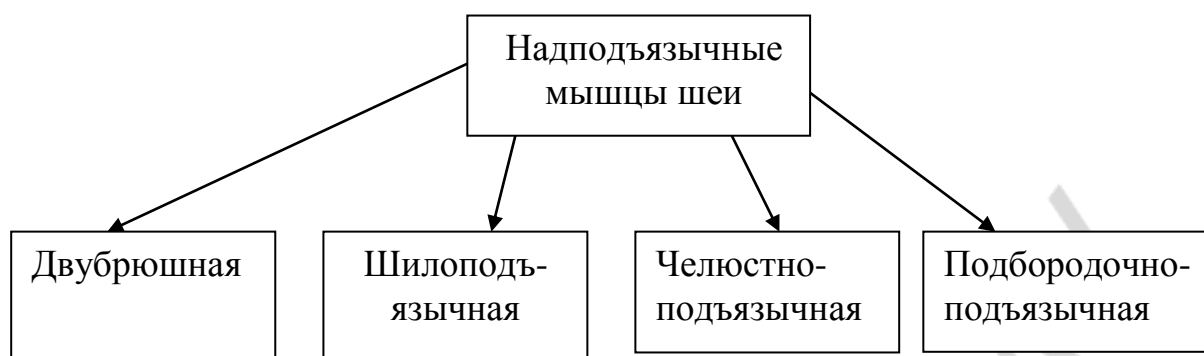 Надподъязычные
мышцы шеи
Двубрюшная
Шилоподъ-
язычная
Челюстно-
подъязычная
Подбородочно-
подъязычная